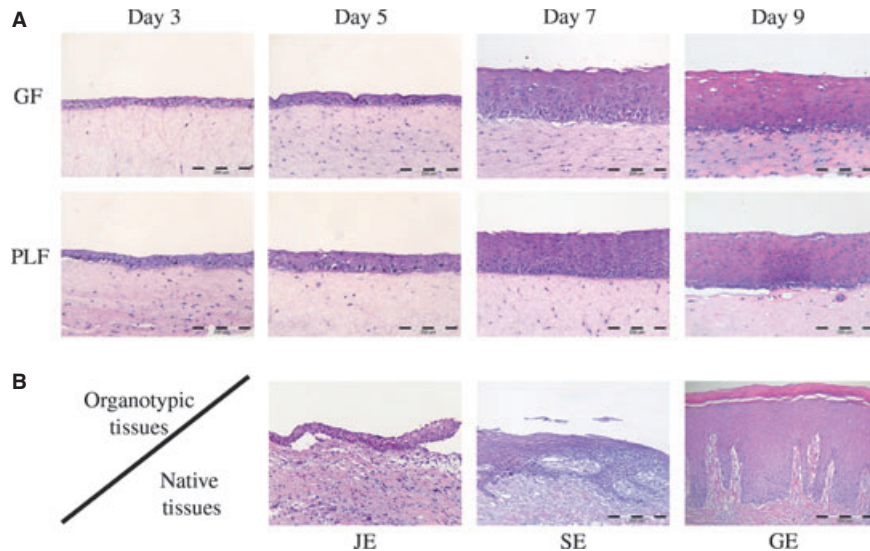 A
Day 3
Day 5
Day 7
Day 9
GF
PLF
B
Organotypic
tissues
Native
tissues
JE
SE
GE